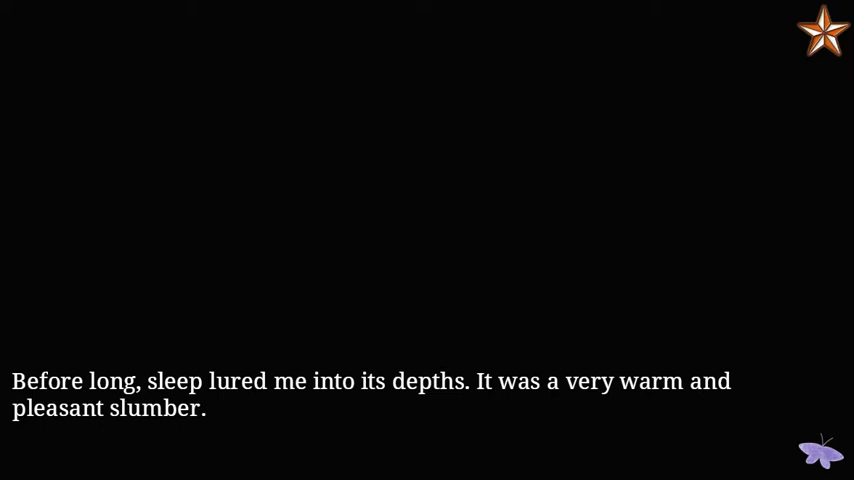 Before long, sleep lured me into its depths. It was a very warm and
pleasant slumber.